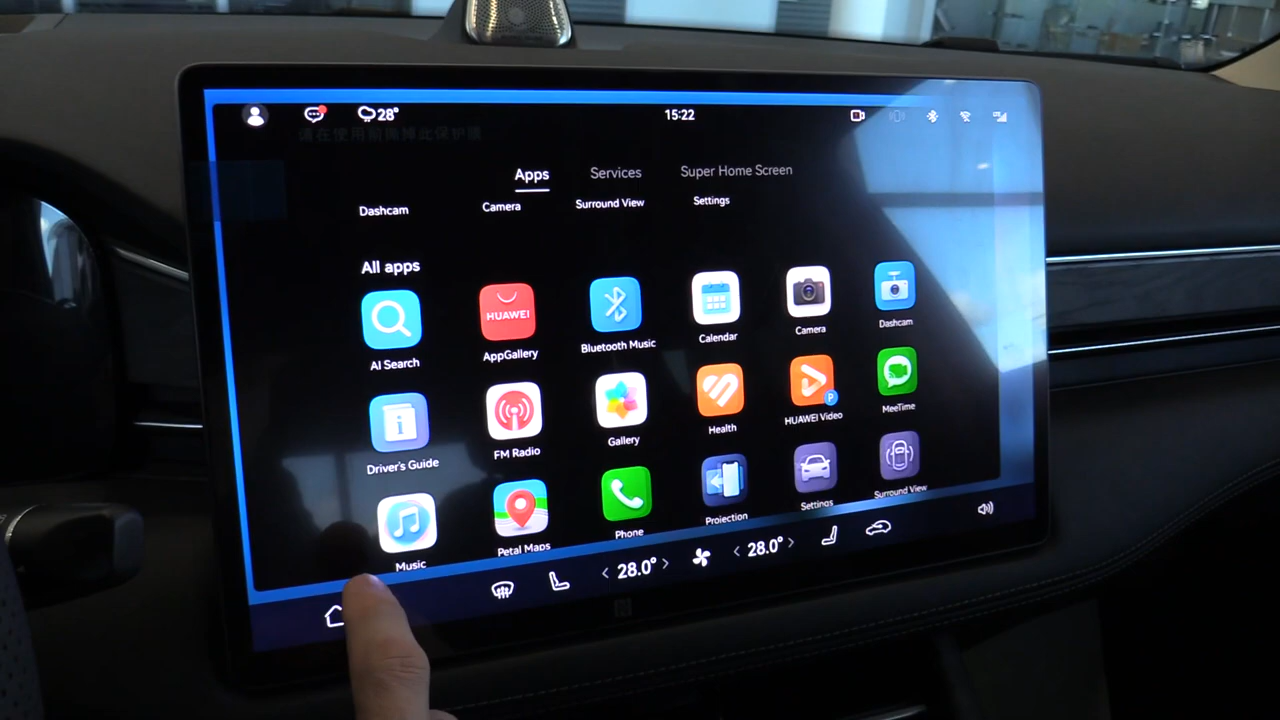 28°
15:22
请在使用前撕掉此保护膜
Apps
Services
Super Home Screen
Dashcam
Camera
Surround View
Settings
All apps
HUAWEI
AI Search
AppGallery
Bluetooth Music
Calendar
Camera
Dashcam
Driver's Guide
FM Radio
Gallery
Health
P
HUAWEI Video
MeeTime
Music
Petal Maps
Phone
Projection
Settings
Surround View
< 28.0° >
< 28.0° >